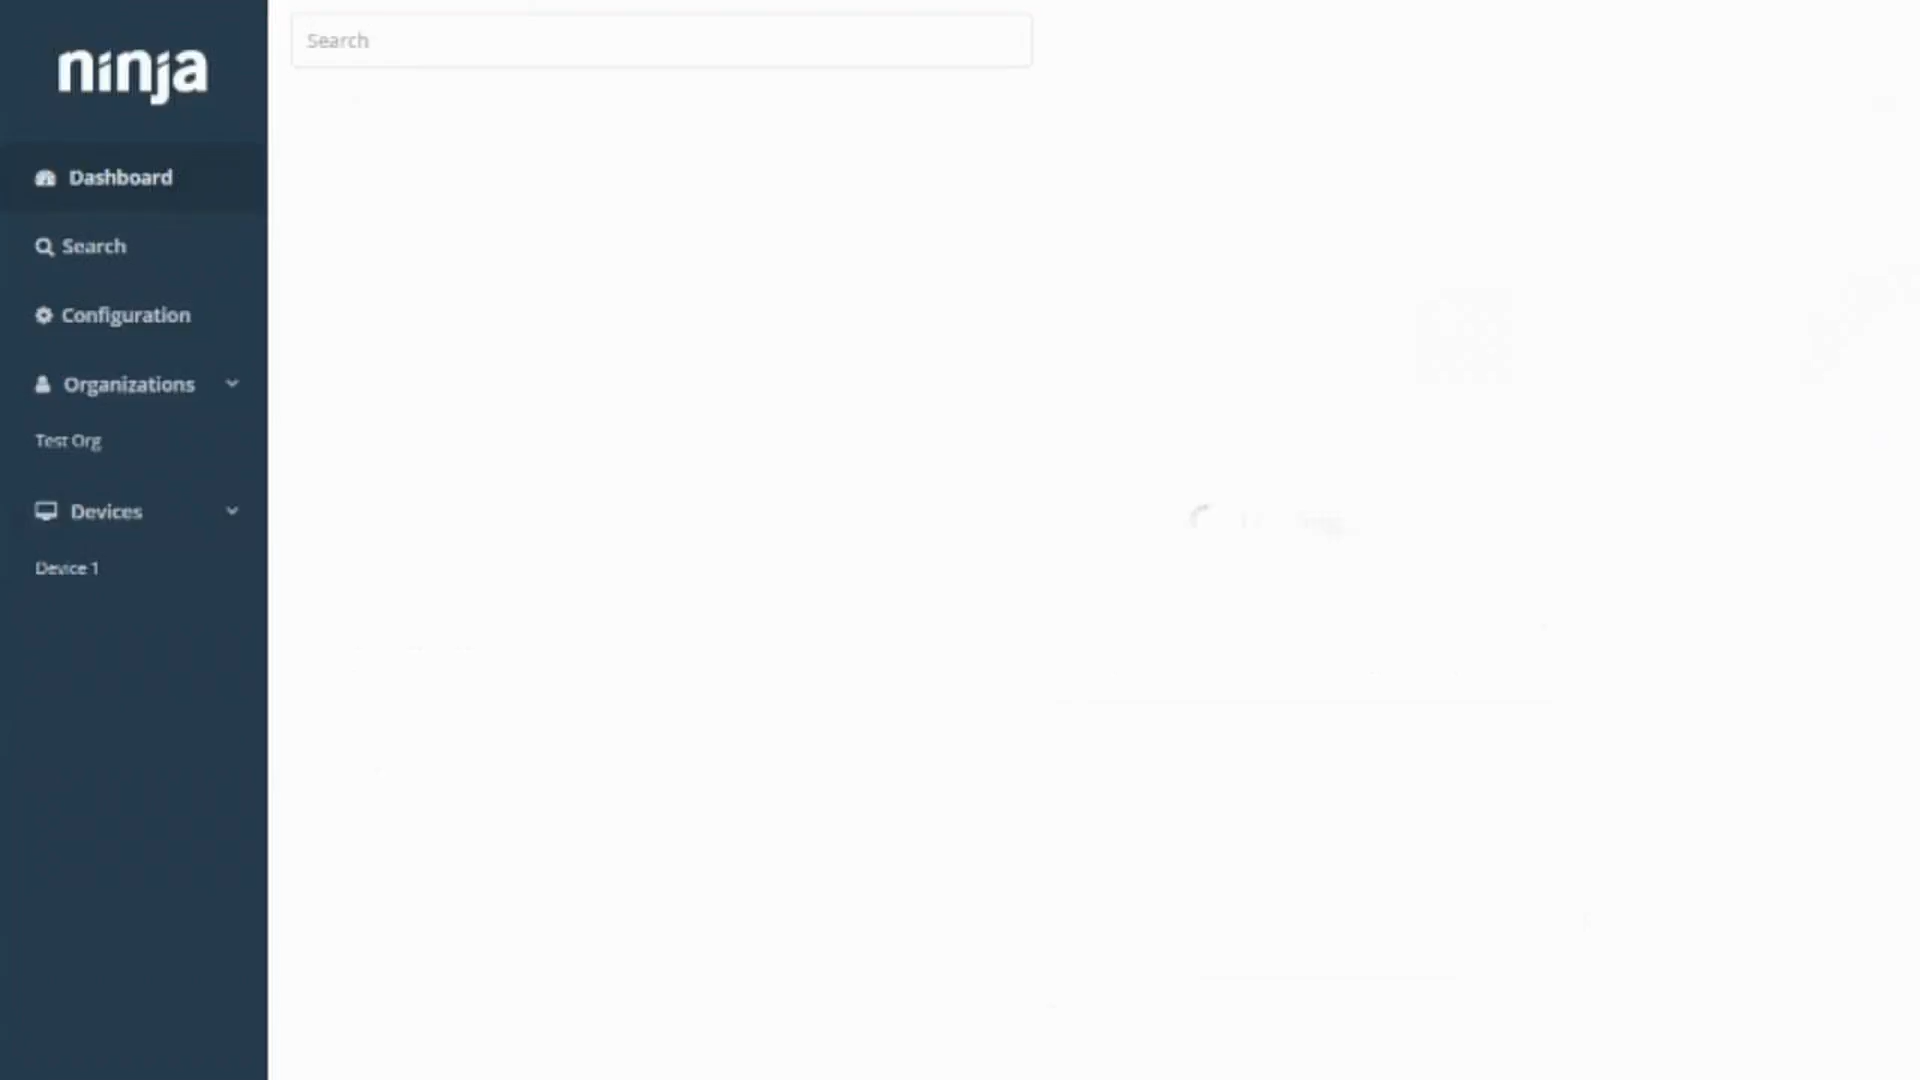 ninja
Search
Dashboard
Search
Configuration
Organizations
Test Org
Devices
Device 1